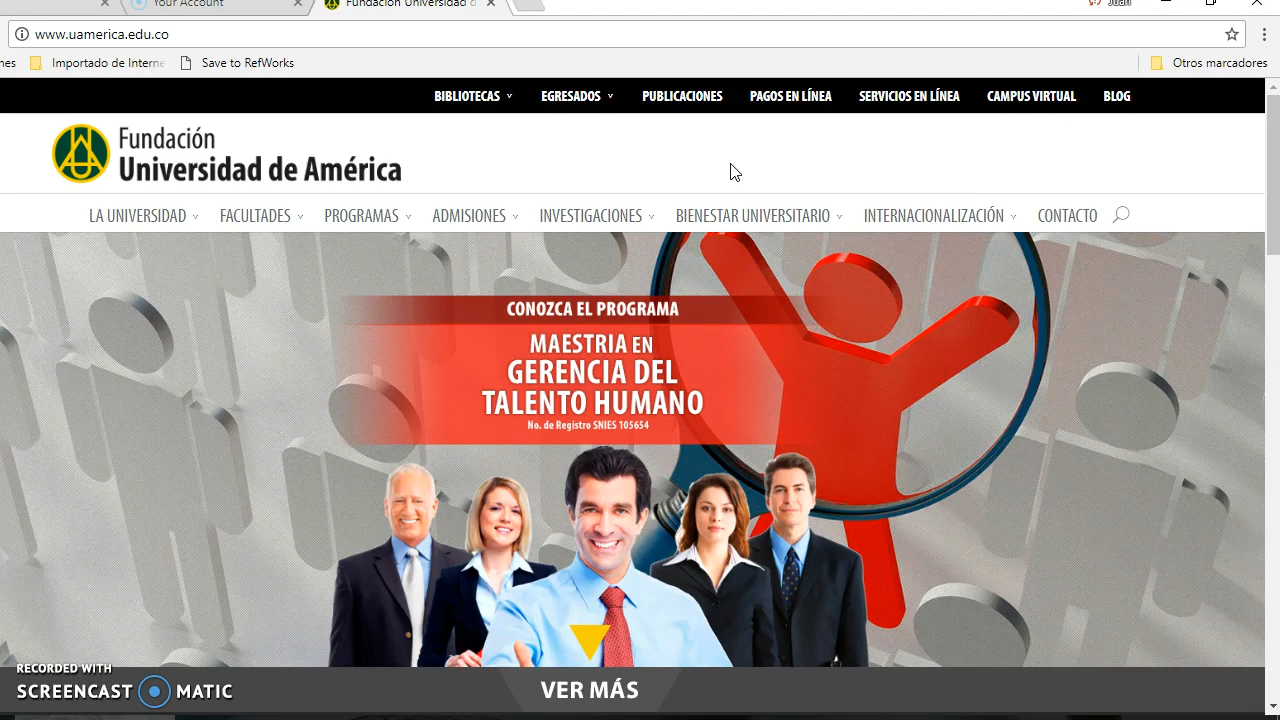 Your Account
Fundación Universidad d
Juan
www.uamerica.edu.co
nes
Importado de Interne
Save to RefWorks
Otros marcadores
BIBLIOTECAS EGRESADOS PUBLICACIONES PAGOS EN LÍNEA SERVICIOS EN LÍNEA CAMPUS VIRTUAL BLOG
Fundación
Universidad de América
LA UNIVERSIDAD FACULTADES PROGRAMAS ADMISIONES INVESTIGACIONES BIENESTAR UNIVERSITARIO INTERNACIONALIZACIÓN CONTACTO
CONOZCA EL PROGRAMA
MAESTRIA EN
GERENCIA DEL
TALENTO HUMANO
No. de Registro SNIES 105654
RECORDED WITH
SCREENCAST MATIC
VER MÁS